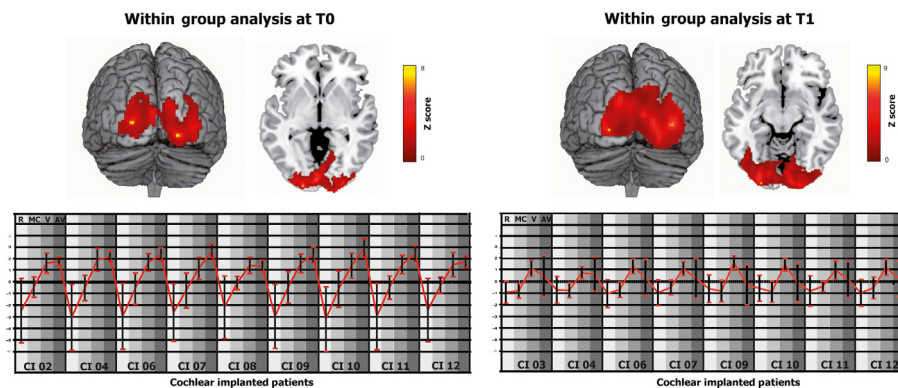 Within group analysis at T0
8
Z score
0
R MC V AV
CI 02 CI 04 CI 06 CI 07 CI 08 CI 09 CI 10 CI 11 CI 12
Cochlear implanted patients
Within group analysis at T1
9
Z score
0
R MC V AV
CI 03 CI 04 CI 06 CI 07 CI 09 CI 10 CI 11 CI 12
Cochlear implanted patients